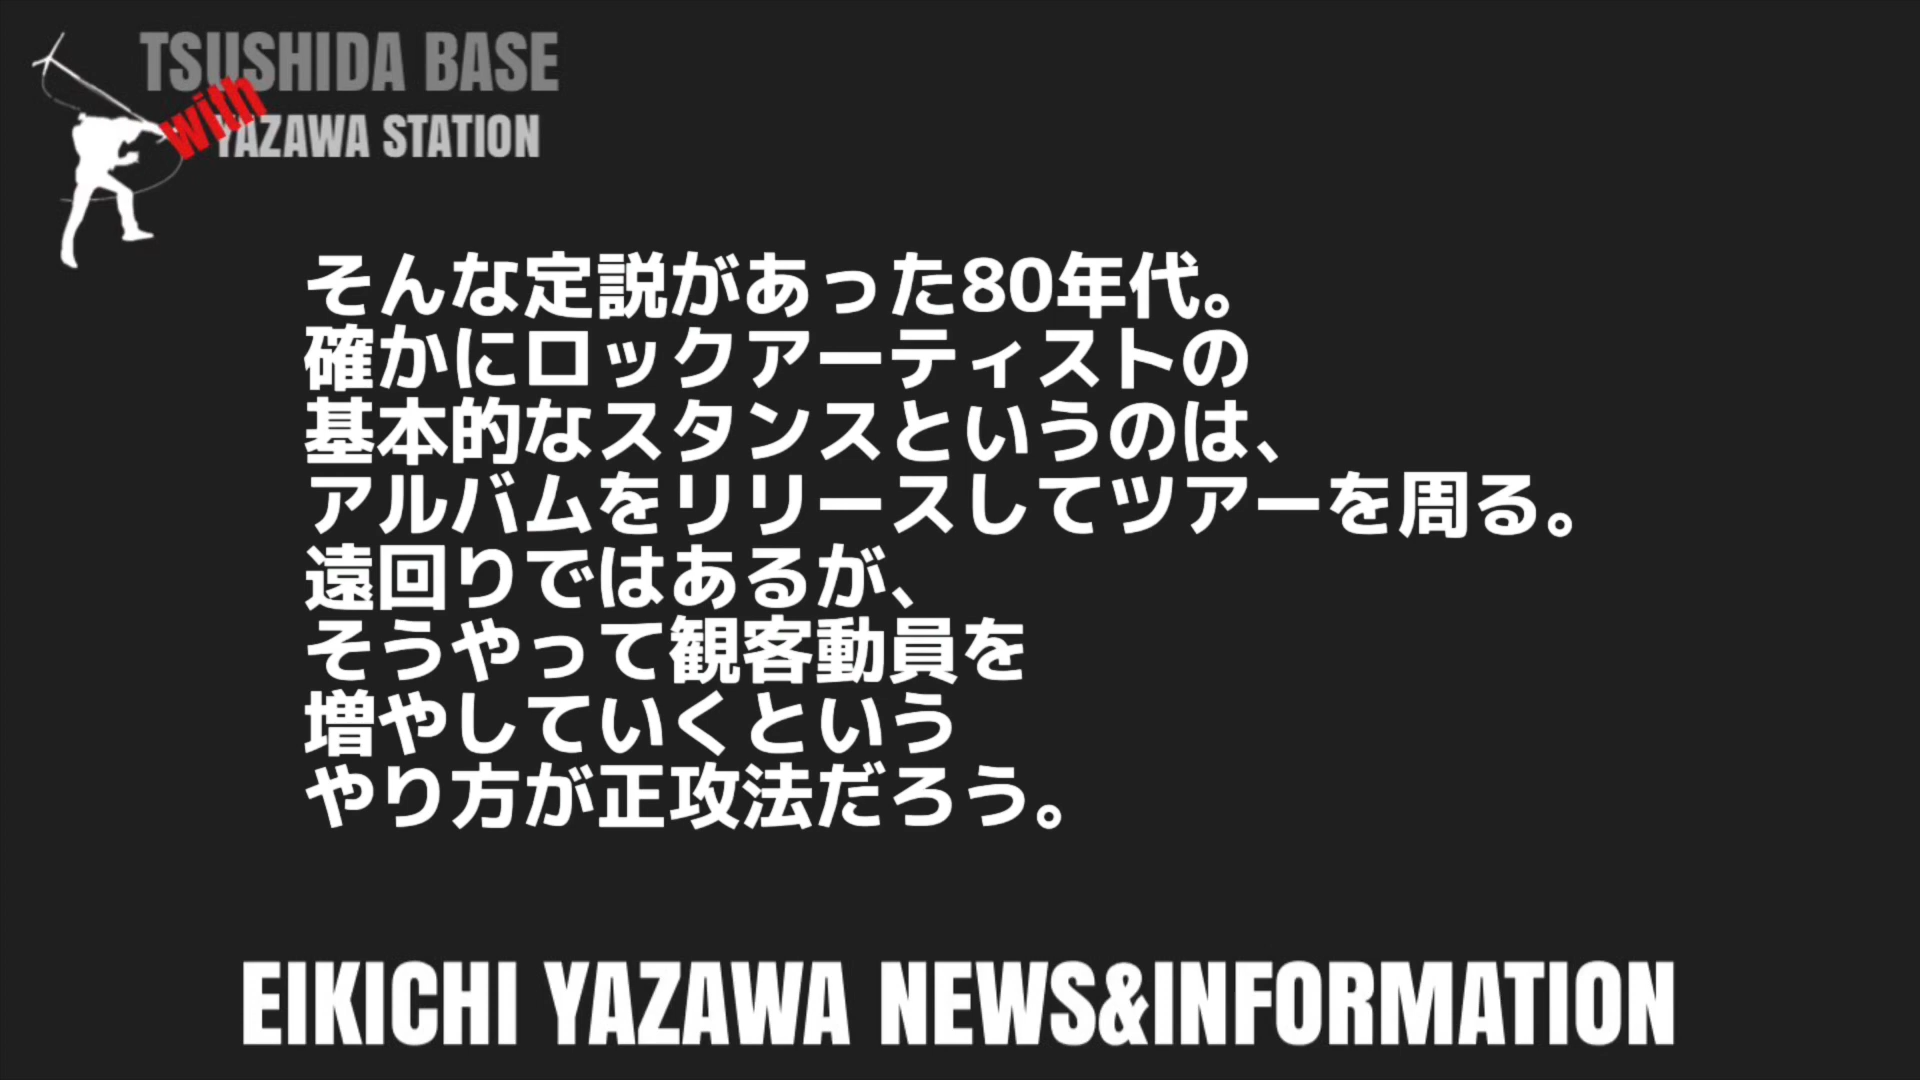 TSUSHIDA BASE
with
YAZAWA STATION
そんな定説があった80年代。
確かにロックアーティストの
基本的なスタンスというのは、
アルバムをリリースしてツアーを周る。
遠回りではあるが、
そうやって観客動員を
増やしていくという
やり方が正攻法だろう。
EIKICHI YAZAWA NEWS&INFORMATION